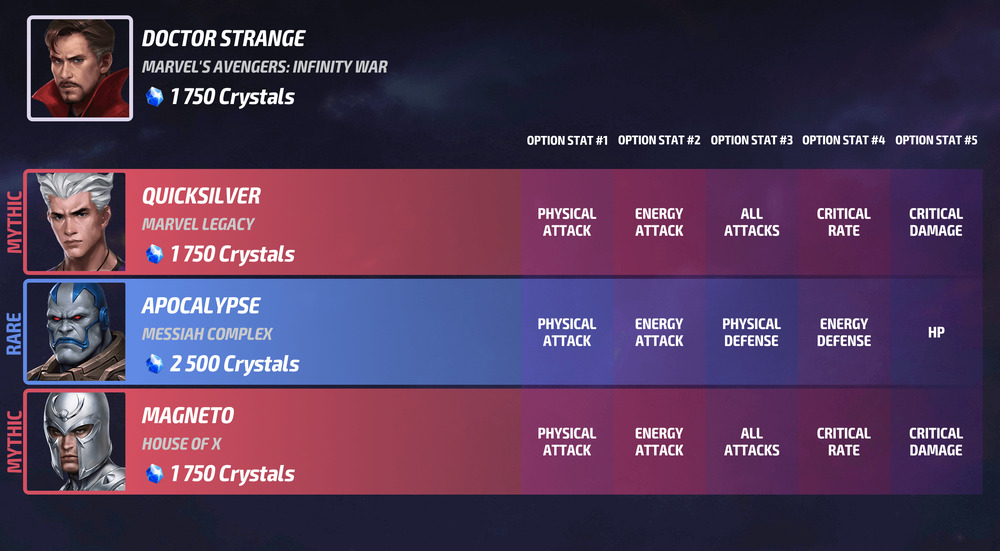 DOCTOR STRANGE
MARVEL'S AVENGERS: INFINITY WAR
1 750 Crystals
OPTION STAT #1 OPTION STAT #2 OPTION STAT #3 OPTION STAT #4 OPTION STAT #5
MYTHIC
QUICKSILVER
MARVEL LEGACY
1 750 Crystals
PHYSICAL ATTACK
ENERGY ATTACK
ALL ATTACKS
CRITICAL RATE
CRITICAL DAMAGE
RARE
APOCALYPSE
MESSIAH COMPLEX
2 500 Crystals
PHYSICAL ATTACK
ENERGY ATTACK
PHYSICAL DEFENSE
ENERGY DEFENSE
HP
MYTHIC
MAGNETO
HOUSE OF X
1 750 Crystals
PHYSICAL ATTACK
ENERGY ATTACK
ALL ATTACKS
CRITICAL RATE
CRITICAL DAMAGE